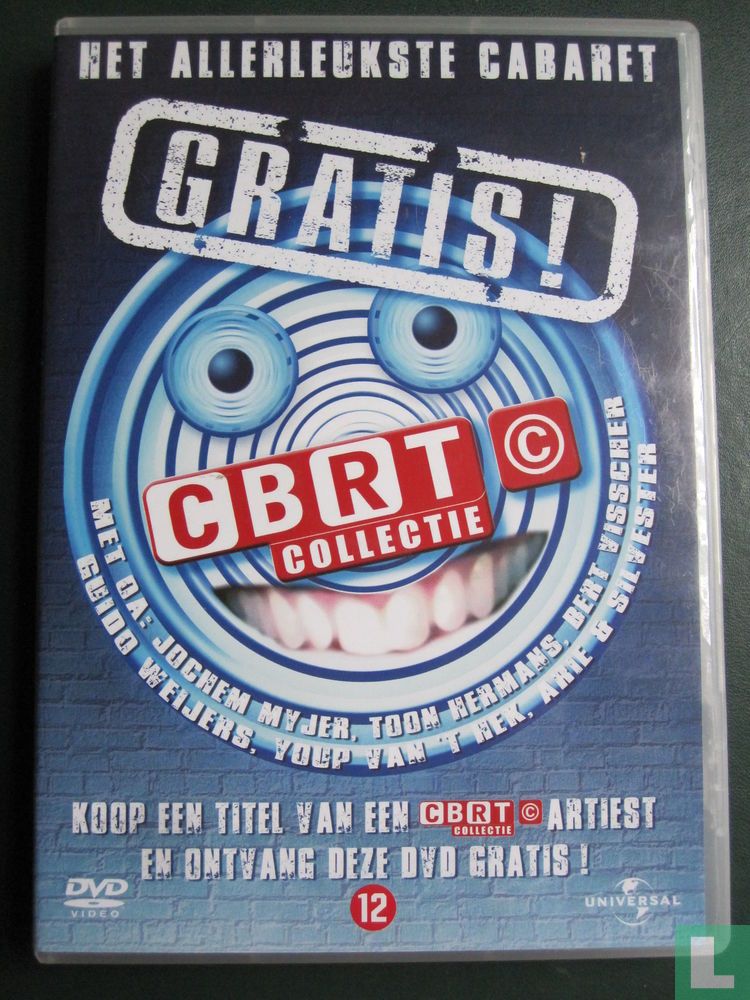 HET ALLERLEUKSTE CABARET
GRATIS!
CBRT ©
COLLECTIE
MET OA: JOCHEM MYJER, TOON HERMANS, BERT VISSCHER
GUIDO WEIJERS, YOUP VAN 'T HEK, ARIE & SILVESTER
KOOP EEN TITEL VAN EEN CBRT COLLECTIE © ARTIEST
EN ONTVANG DEZE DVD GRATIS!
DVD
VIDEO
12
UNIVERSAL
L